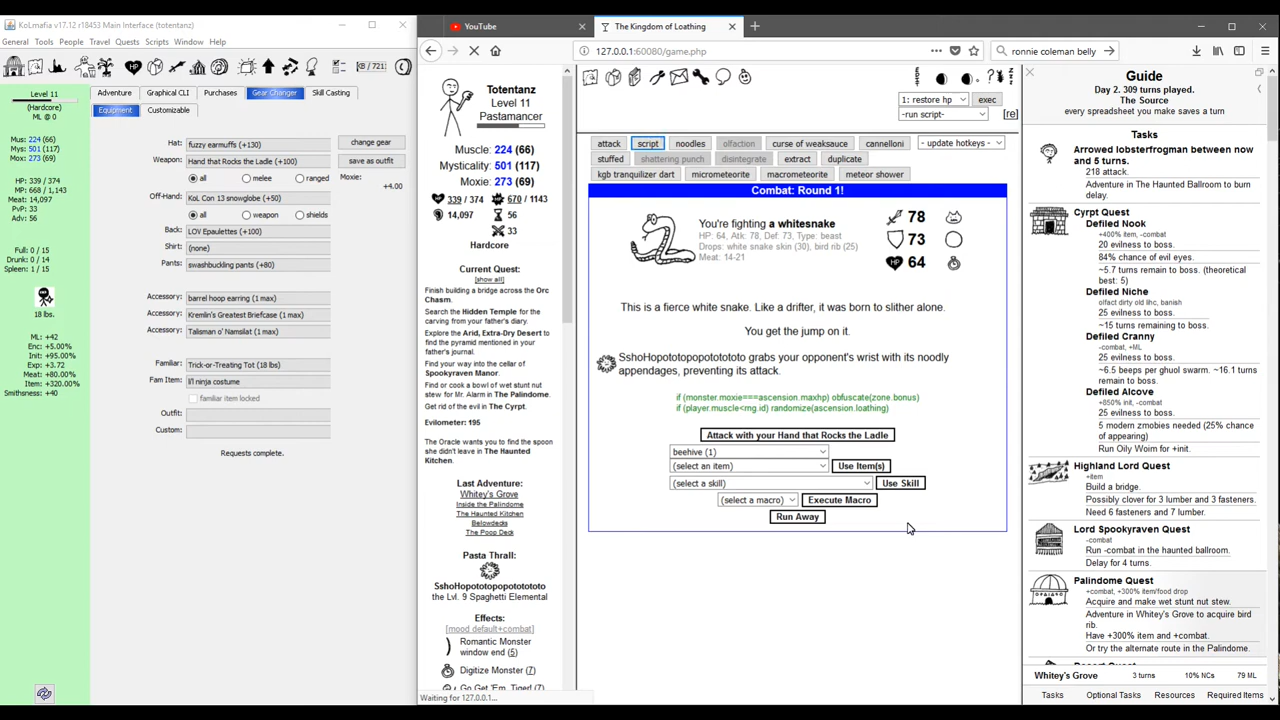 KoLmafia v17.12 r18453 Main Interface (totentanz)
General Tools People Travel Quests Scripts Window Help
Level 11
(Hardcore)
ML @ 0
Mus: 224 (66)
Mys: 501 (117)
Mox: 273 (69)
HP: 339 / 374
MP: 668 / 1,143
Meat: 14,097
PvP: 33
Adv: 56
Full: 0 / 15
Drunk: 0 / 14
Spleen: 1 / 15
18 lbs.
ML: +42
Enc: +5.00%
Init: +95.00%
Exp: +3.72
Meat: +80.00%
Item: +320.00%
Smithsness: +40
Adventure Graphical CLI Purchases Gear Changer Skill Casting
Equipment Customizable
Hat: fuzzy earmuffs (+130) change gear
Weapon: Hand that Rocks the Ladle (+100) save as outfit
all melee ranged
Moxie: +4.00
Off-Hand: KoL Con 13 snowglobe (+50)
all weapon shields
Back: LOV Epaulettes (+100)
Shirt: (none)
Pants: swashbuckling pants (+80)
Accessory: barrel hoop earring (1 max)
Accessory: Kremlin's Greatest Briefcase (1 max)
Accessory: Talisman o' Namsilat (1 max)
Familiar: Trick-or-Treating Tot (18 lbs)
Fam Item: li'l ninja costume
familiar item locked
Outfit:
Custom:
Requests complete.
YouTube
The Kingdom of Loathing
127.0.0.1:60080/game.php
ronnie coleman belly
Totentanz
Level 11
Pastamancer
Muscle: 224 (66)
Mysticality: 501 (117)
Moxie: 273 (69)
339 / 374 670 / 1143
14,097 56
33
Hardcore
Current Quest:
[show all]
Finish building a bridge across the Orc
Chasm.
Search the Hidden Temple for the
carving from your father's diary.
Explore the Arid, Extra-Dry Desert to
find the pyramid mentioned in your
father's journal.
Find your way into the cellar of
Spookyraven Manor.
Find or cook a bowl of wet stunt nut
stew for Mr. Alarm in The Palindome.
Get rid of the evil in The Cyrpt.
Evilometer: 195
The Oracle wants you to find the spoon
she didn't leave in The Haunted
Kitchen.
Last Adventure:
Whitey's Grove
Inside the Palindome
The Haunted Kitchen
Belowdecks
The Poop Deck
Pasta Thrall:
SshoHopototopopototototo
the Lvl. 9 Spaghetti Elemental
Effects:
[mood default+combat]
Romantic Monster
window end (5)
Digitize Monster (7)
Go Get 'Em, Tiger! (7)
Waiting for 127.0.0.1...
1: restore hp exec
-run script- [re]
attack script noodles olfaction curse of weaksauce cannelloni - update hotkeys -
stuffed shattering punch disintegrate extract duplicate
kgb tranquilizer dart micrometeorite macrometeorite meteor shower
Combat: Round 1!
You're fighting a whitesnake
HP: 64, Atk: 78, Def: 73, Type: beast
Drops: white snake skin (30), bird rib (25)
Meat: 14-21
78
73
64
This is a fierce white snake. Like a drifter, it was born to slither alone.
You get the jump on it.
SshoHopototopopototototo grabs your opponent's wrist with its noodly
appendages, preventing its attack.
if (monster.moxie===ascension.maxhp) obfuscate(zone.bonus)
if (player.muscle<mg.id) randomize(ascension.loathing)
Attack with your Hand that Rocks the Ladle
beehive (1)
(select an item) Use Item(s)
(select a skill) Use Skill
(select a macro) Execute Macro
Run Away
Guide
Day 2. 309 turns played.
The Source
every spreadsheet you makes saves a turn
Tasks
Arrowed lobsterfrogman between now
and 5 turns.
218 attack.
Adventure in The Haunted Ballroom to burn
delay.
Cyrpt Quest
Defiled Nook
+400% item, -combat
20 evilness to boss.
84% chance of evil eyes.
~5.7 turns remain to boss. (theoretical
best: 5)
Defiled Niche
olfact dirty old lihc, banish
25 evilness to boss.
~15 turns remaining to boss.
Defiled Cranny
-combat, +ML
25 evilness to boss.
~6.5 beeps per ghuol swarm. ~16.1 turns
remain to boss.
Defiled Alcove
+850% init, -combat
25 evilness to boss.
5 modern zmobies needed (25% chance
of appearing)
Run Oily Woim for +init.
Highland Lord Quest
+item
Build a bridge.
Possibly clover for 3 lumber and 3 fasteners.
Need 6 fasteners and 7 lumber.
Lord Spookyraven Quest
-combat
Run -combat in the haunted ballroom.
Delay for 4 turns.
Palindome Quest
+combat, +300% item/food drop
Acquire and make wet stunt nut stew.
Adventure in Whitey's Grove to acquire bird
rib.
Have +300% item and +combat.
Or try the alternate route in the Palindome.
Whitey's Grove 3 turns 10% NCs 79 ML
Tasks Optional Tasks Resources Required Items